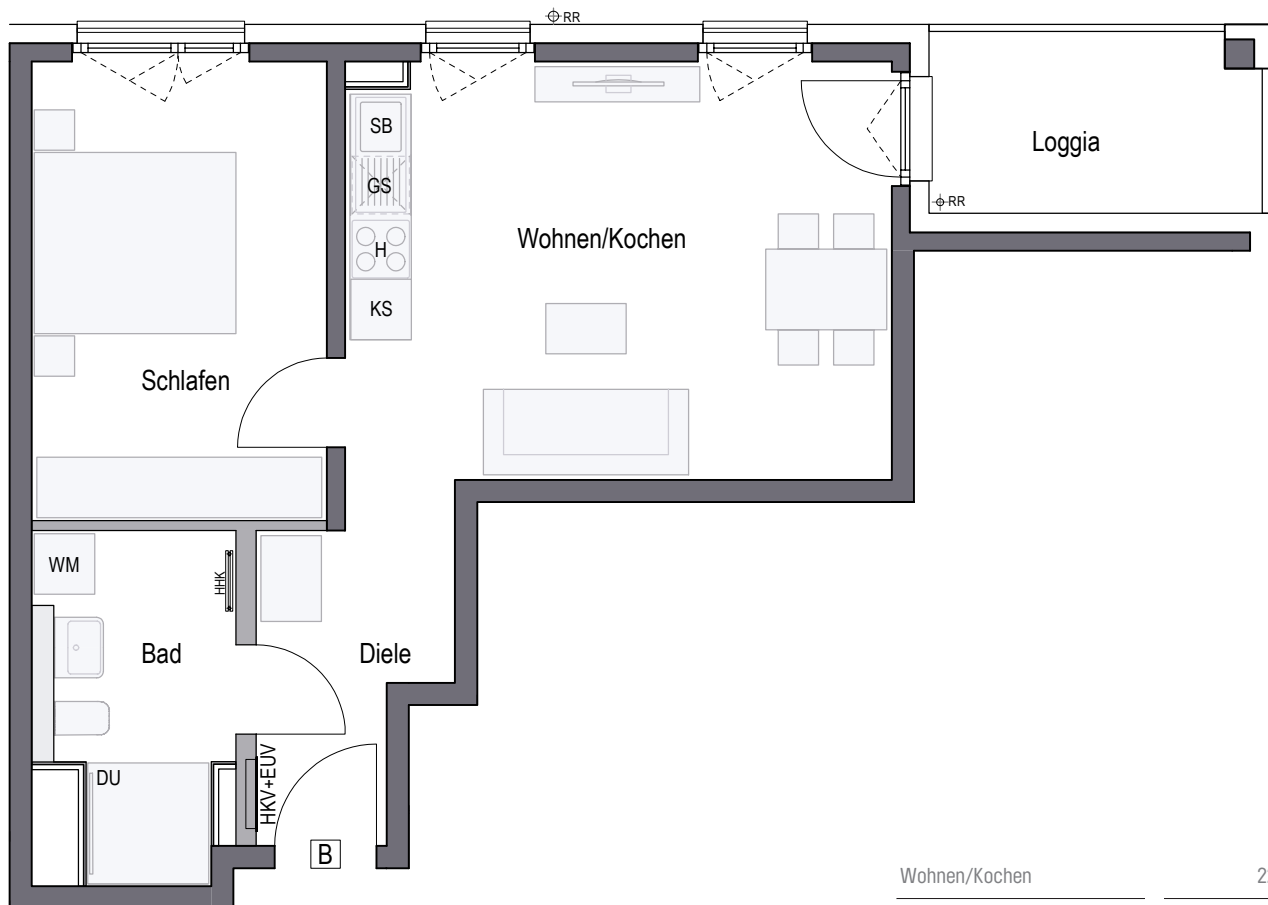 RR
SB
Loggia
GS
RR
Wohnen/Kochen
H
KS
Schlafen
WM
HHK
Bad
Diele
HKV+EUV
DU
B
Wohnen/Kochen